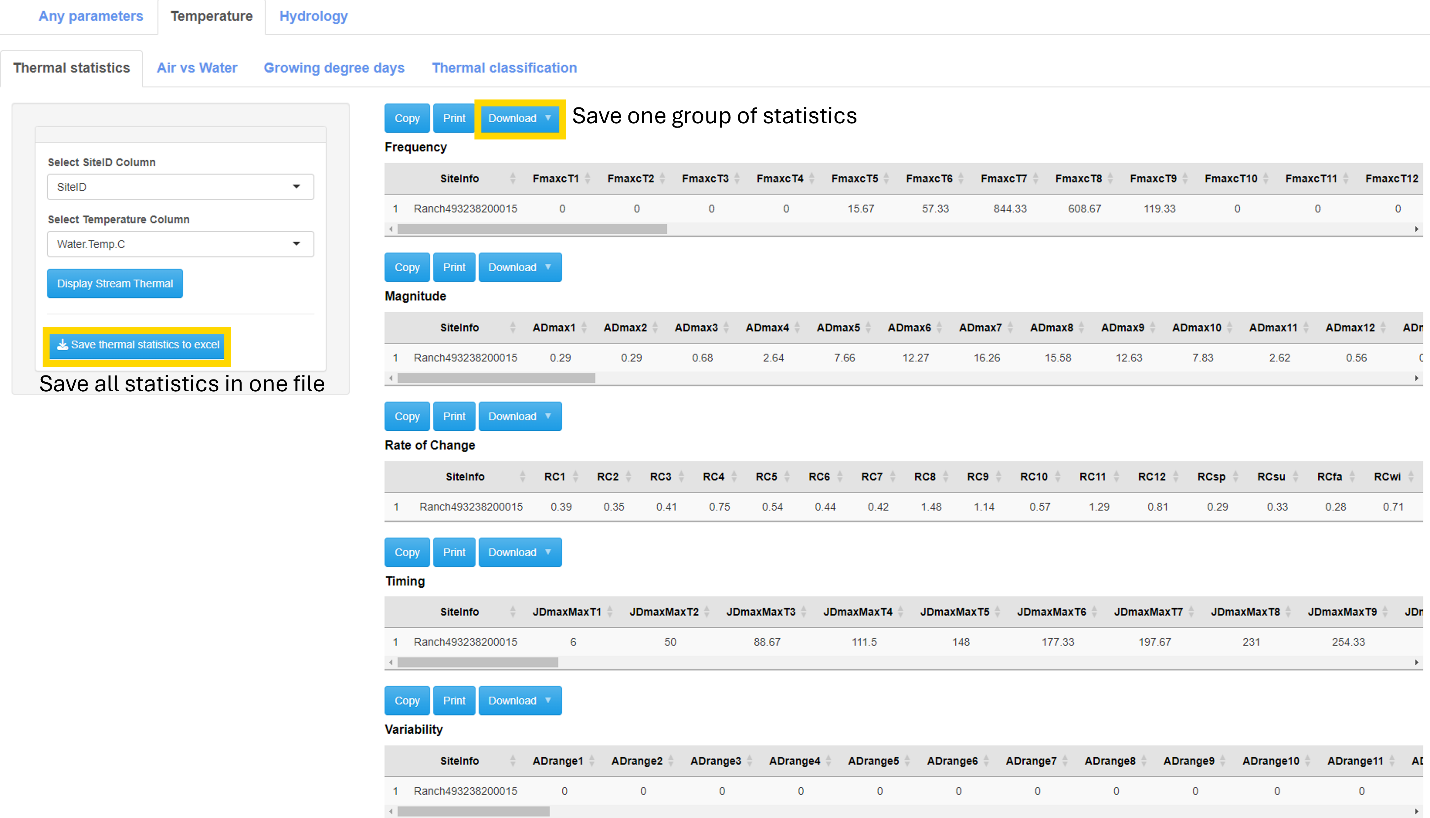 Any parameters Temperature Hydrology
Thermal statistics Air vs Water Growing degree days Thermal classification
Select SiteID Column
SiteID
Select Temperature Column
Water.Temp.C
Display Stream Thermal
Save thermal statistics to excel
Save all statistics in one file
Copy Print Download Save one group of statistics
Frequency
SiteInfo FmaxcT1 FmaxcT2 FmaxcT3 FmaxcT4 FmaxcT5 FmaxcT6 FmaxcT7 FmaxcT8 FmaxcT9 FmaxcT10 FmaxcT11 FmaxcT12
1 Ranch493238200015 0 0 0 0 15.67 57.33 844.33 608.67 119.33 0 0 0
Copy Print Download
Magnitude
SiteInfo ADmax1 ADmax2 ADmax3 ADmax4 ADmax5 ADmax6 ADmax7 ADmax8 ADmax9 ADmax10 ADmax11 ADmax12
1 Ranch493238200015 0.29 0.29 0.68 2.64 7.66 12.27 16.26 15.58 12.63 7.83 2.62 0.56
Copy Print Download
Rate of Change
SiteInfo RC1 RC2 RC3 RC4 RC5 RC6 RC7 RC8 RC9 RC10 RC11 RC12 RCsp RCsu RCfa RCwi
1 Ranch493238200015 0.39 0.35 0.41 0.75 0.54 0.44 0.42 1.48 1.14 0.57 1.29 0.81 0.29 0.33 0.28 0.71
Copy Print Download
Timing
SiteInfo JDmaxMaxT1 JDmaxMaxT2 JDmaxMaxT3 JDmaxMaxT4 JDmaxMaxT5 JDmaxMaxT6 JDmaxMaxT7 JDmaxMaxT8 JDmaxMaxT9
1 Ranch493238200015 6 50 88.67 111.5 148 177.33 197.67 231 254.33
Copy Print Download
Variability
SiteInfo ADrange1 ADrange2 ADrange3 ADrange4 ADrange5 ADrange6 ADrange7 ADrange8 ADrange9 ADrange10 ADrange11
1 Ranch493238200015 0 0 0 0 0 0 0 0 0 0 0